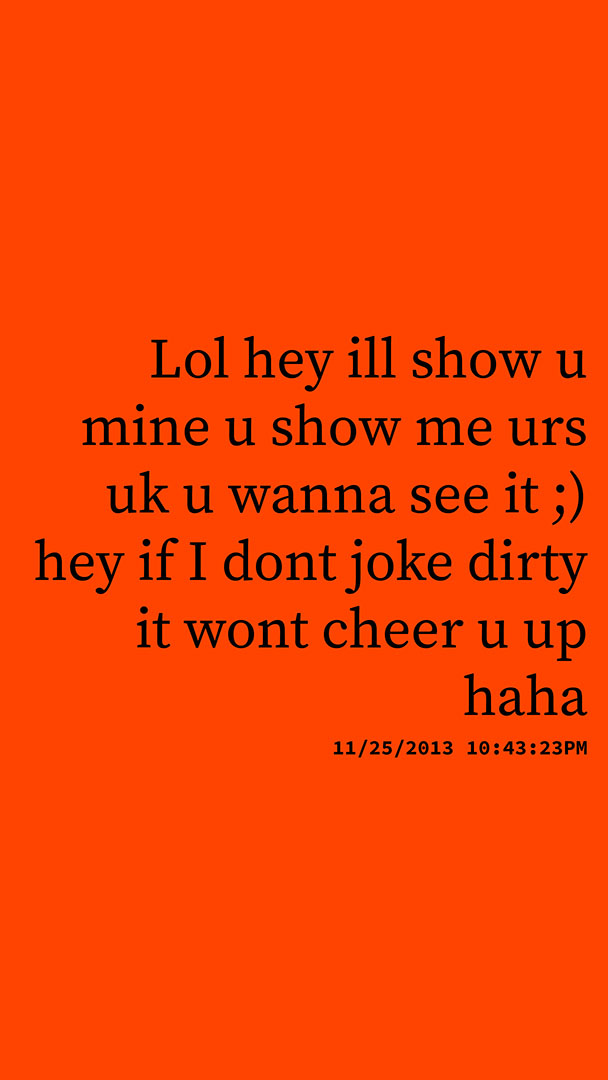 Lol hey ill show u
mine u show me urs
uk u wanna see it ;)
hey if I dont joke dirty
it wont cheer u up
haha
11/25/2013 10:43:23PM